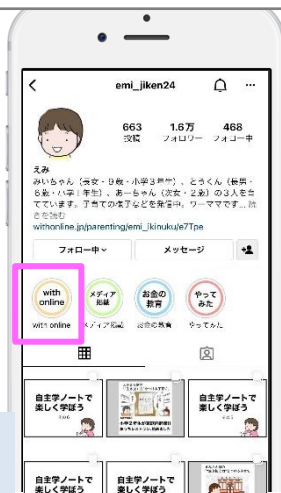 emi_jiken24
663
1.6万
468
投稿
フォロワー
フォロー中
えみ
みいちゃん（長女・9歳・小学3年生）、とうくん（長男・
6歳・小学1年生）、あーちゃん（次女・2歳）の3人を育
てています。子育ての様子などを発信中。ワーママです... 続
きを読む
withonline.jp/parenting/emi_ikinuku/e7Tpe
フォロー中
メッセージ
with
online
メディア
掲載
お金の
教育
やって
みた
with online
メディア掲載
お金の教育
やってみた
自主学ノートで
楽しく学ぼう
自主学ノートで
楽しく学ぼう
自主学ノートで
楽しく学ぼう
自主学ノートで
楽しく学ぼう